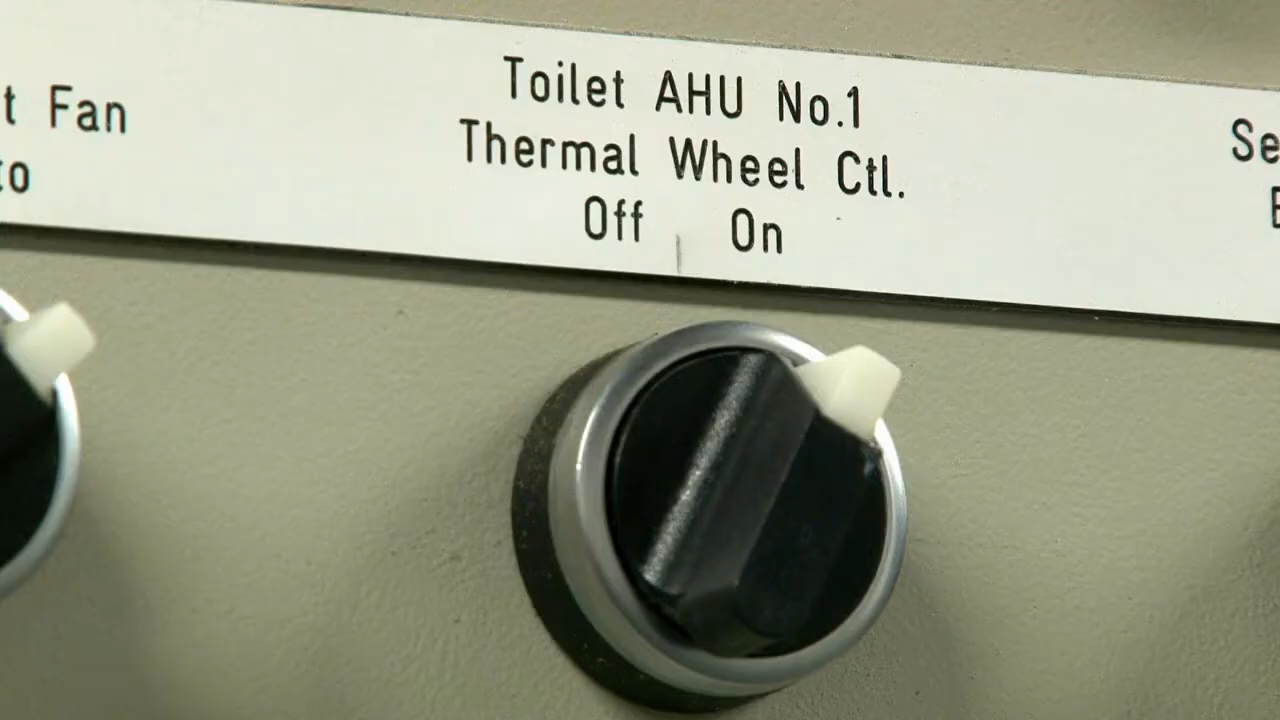 t Fan
to
Toilet AHU No.1
Thermal Wheel Ctl.
Off On
Se